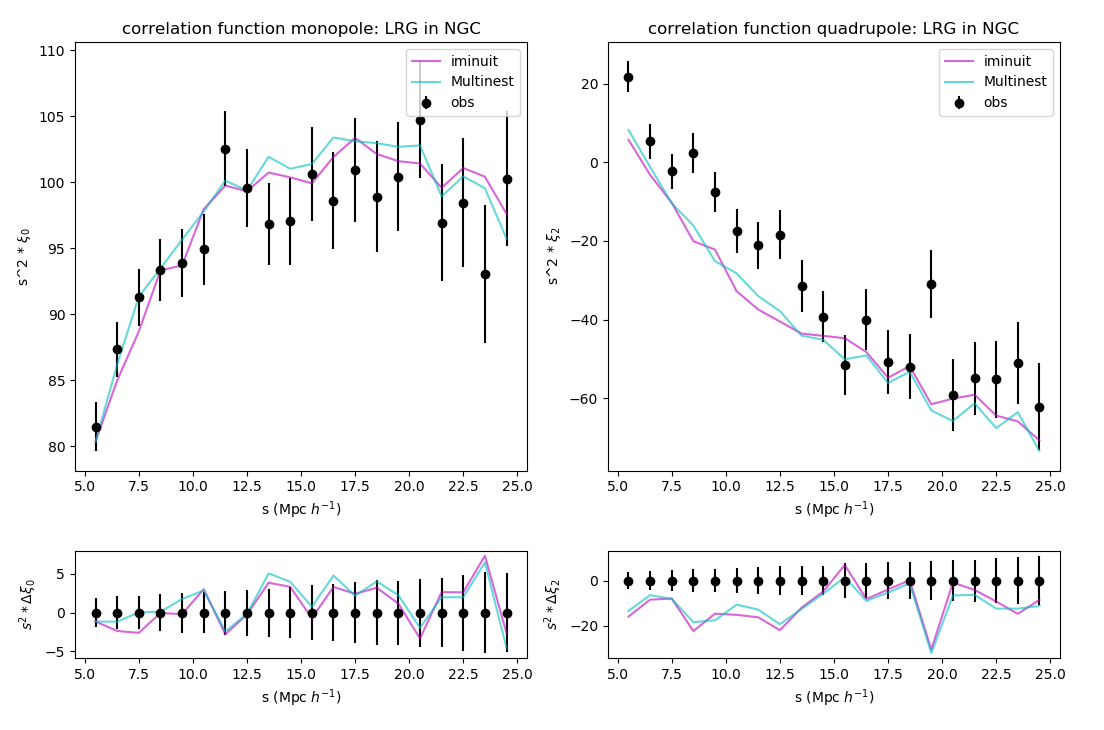 correlation function monopole: LRG in NGC
110
105
100
95
90
85
80
s^2 * ξ₀
iminuit
Multinest
obs
5.0 7.5 10.0 12.5 15.0 17.5 20.0 22.5 25.0
s (Mpc h⁻¹)
correlation function quadrupole: LRG in NGC
20
0
−20
−40
−60
s^2 * ξ₂
iminuit
Multinest
obs
5.0 7.5 10.0 12.5 15.0 17.5 20.0 22.5 25.0
s (Mpc h⁻¹)
5
0
−5
s² * Δξ₀
5.0 7.5 10.0 12.5 15.0 17.5 20.0 22.5 25.0
s (Mpc h⁻¹)
0
−20
s² * Δξ₂
5.0 7.5 10.0 12.5 15.0 17.5 20.0 22.5 25.0
s (Mpc h⁻¹)